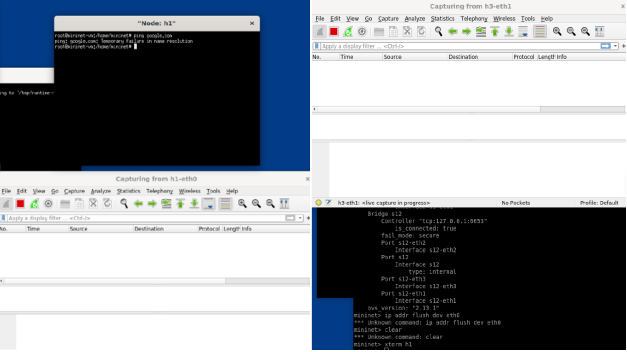 "Node: h1"
root@mininet-vm:/home/mininet# ping google.com
ping: google.com: Temporary failure in name resolution
root@mininet-vm:/home/mininet#
Capturing from h1-eth0
File Edit View Go Capture Analyze Statistics Telephony Wireless Tools Help
Apply a display filter ... <Ctrl-/>
No. Time Source Destination Protocol Length Info
Capturing from h3-eth1
File Edit View Go Capture Analyze Statistics Telephony Wireless Tools Help
Apply a display filter ... <Ctrl-/>
No. Time Source Destination Protocol Length Info
h3-eth1: <live capture in progress>
No Packets
Profile: Default
Bridge s12
Controller "tcp:127.0.0.1:6653"
is_connected: true
fail_mode: secure
Port s12-eth2
Interface s12-eth2
Port s12
Interface s12
type: internal
Port s12-eth3
Interface s12-eth3
Port s12-eth1
Interface s12-eth1
ovs_version: "2.13.1"
mininet> ip addr flush dev eth0
*** Unknown command: ip addr flush dev eth0
mininet> clear
*** Unknown command: clear
mininet> xterm h1